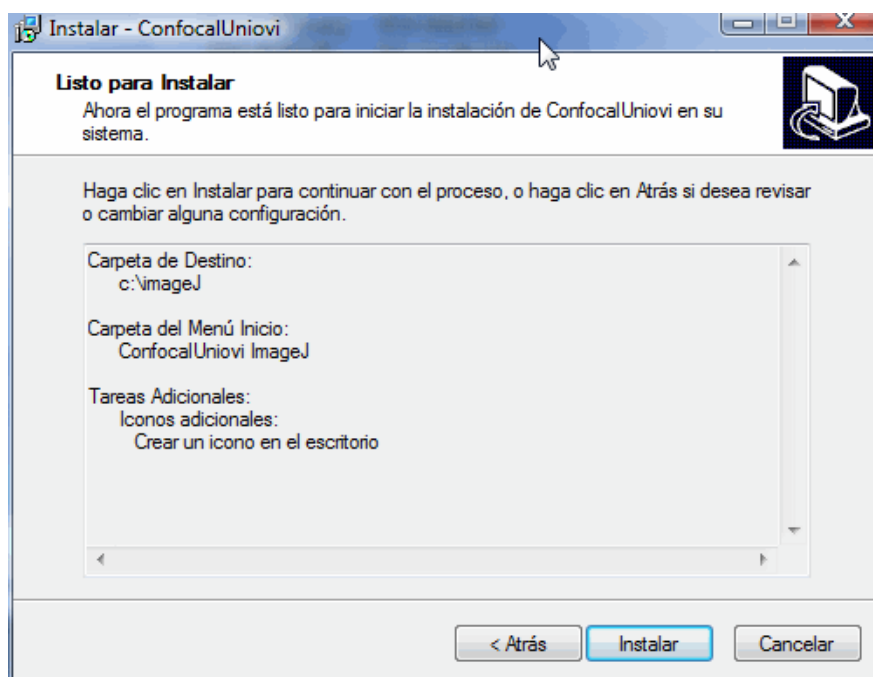 Instalar - ConfocalUniovi
Listo para Instalar
Ahora el programa está listo para iniciar la instalación de ConfocalUniovi en su
sistema.
Haga clic en Instalar para continuar con el proceso, o haga clic en Atrás si desea revisar
o cambiar alguna configuración.
Carpeta de Destino:
c:\imageJ
Carpeta del Menú Inicio:
ConfocalUniovi ImageJ
Tareas Adicionales:
Iconos adicionales:
Crear un icono en el escritorio
< Atrás
Instalar
Cancelar